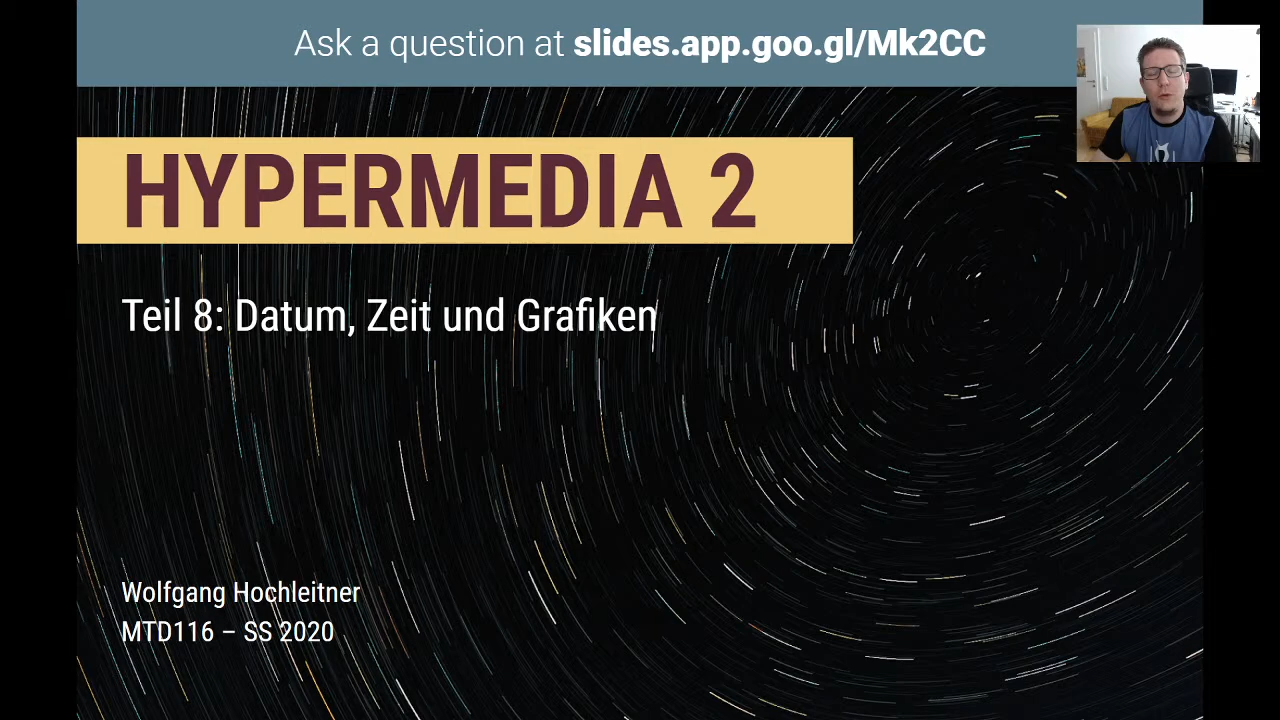 Ask a question at slides.app.goo.gl/Mk2CC
HYPERMEDIA 2
Teil 8: Datum, Zeit und Grafiken
Wolfgang Hochleitner
MTD116 – SS 2020